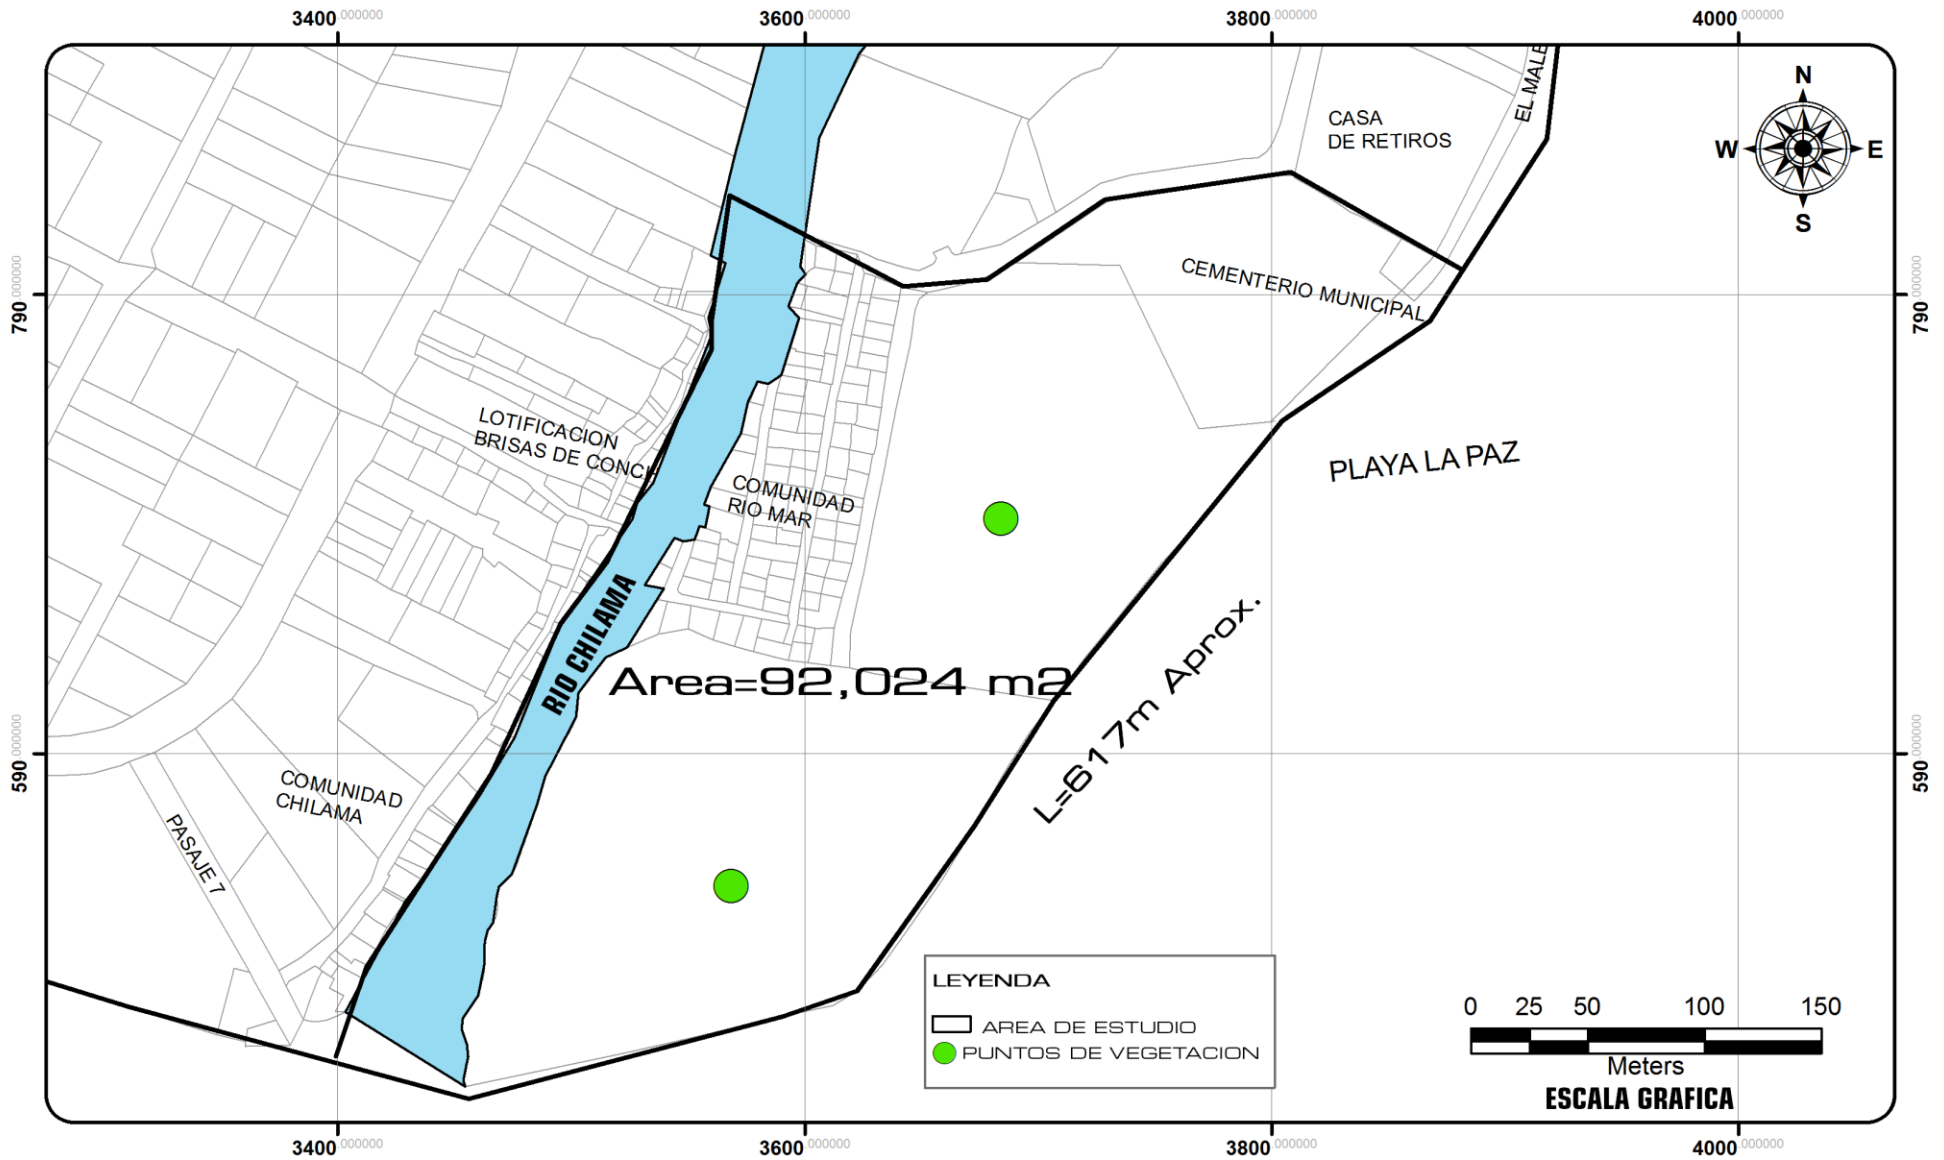 3400.000000 3600.000000 3800.000000 4000.000000
EL MALE
N
W E
S
CASA
DE RETIROS
790.000000 790.000000
CEMENTERIO MUNICIPAL
LOTIFICACION
BRISAS DE CONCH
PLAYA LA PAZ
COMUNIDAD
RIO MAR
RIO CHILAMA
Area=92,024 m2
L=617m Aprox.
590.000000 590.000000
COMUNIDAD
CHILAMA
PASAJE 7
LEYENDA
AREA DE ESTUDIO
PUNTOS DE VEGETACION
0 25 50 100 150
Meters
ESCALA GRAFICA
3400.000000 3600.000000 3800.000000 4000.000000